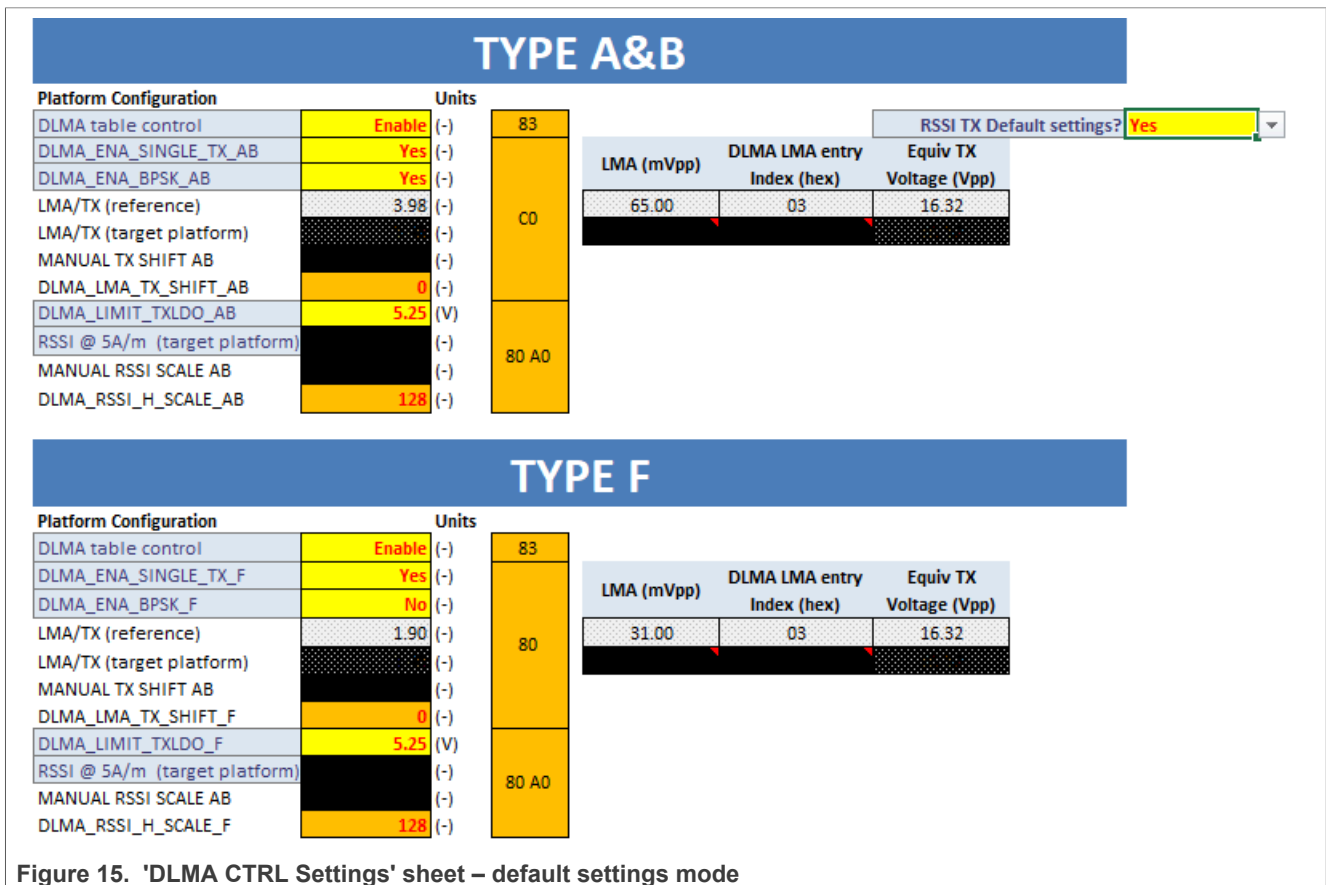 TYPE A&B
Platform Configuration Units
DLMA table control Enable (-) 83 RSSI TX Default settings? Yes
DLMA_ENA_SINGLE_TX_AB Yes (-) LMA (mVpp) DLMA LMA entry Index (hex) Equiv TX Voltage (Vpp)
DLMA_ENA_BPSK_AB Yes (-)
LMA/TX (reference) 3.98 (-) C0 65.00 03 16.32
LMA/TX (target platform) (-)
MANUAL TX SHIFT AB (-)
DLMA_LMA_TX_SHIFT_AB 0 (-)
DLMA_LIMIT_TXLDO_AB 5.25 (V)
RSSI @ 5A/m (target platform) (-) 80 A0
MANUAL RSSI SCALE AB (-)
DLMA_RSSI_H_SCALE_AB 128 (-)
TYPE F
Platform Configuration Units
DLMA table control Enable (-) 83
DLMA_ENA_SINGLE_TX_F Yes (-) LMA (mVpp) DLMA LMA entry Index (hex) Equiv TX Voltage (Vpp)
DLMA_ENA_BPSK_F No (-)
LMA/TX (reference) 1.90 (-) 80 31.00 03 16.32
LMA/TX (target platform) (-)
MANUAL TX SHIFT AB (-)
DLMA_LMA_TX_SHIFT_F 0 (-)
DLMA_LIMIT_TXLDO_F 5.25 (V)
RSSI @ 5A/m (target platform) (-) 80 A0
MANUAL RSSI SCALE AB (-)
DLMA_RSSI_H_SCALE_F 128 (-)
Figure 15. 'DLMA CTRL Settings' sheet – default settings mode